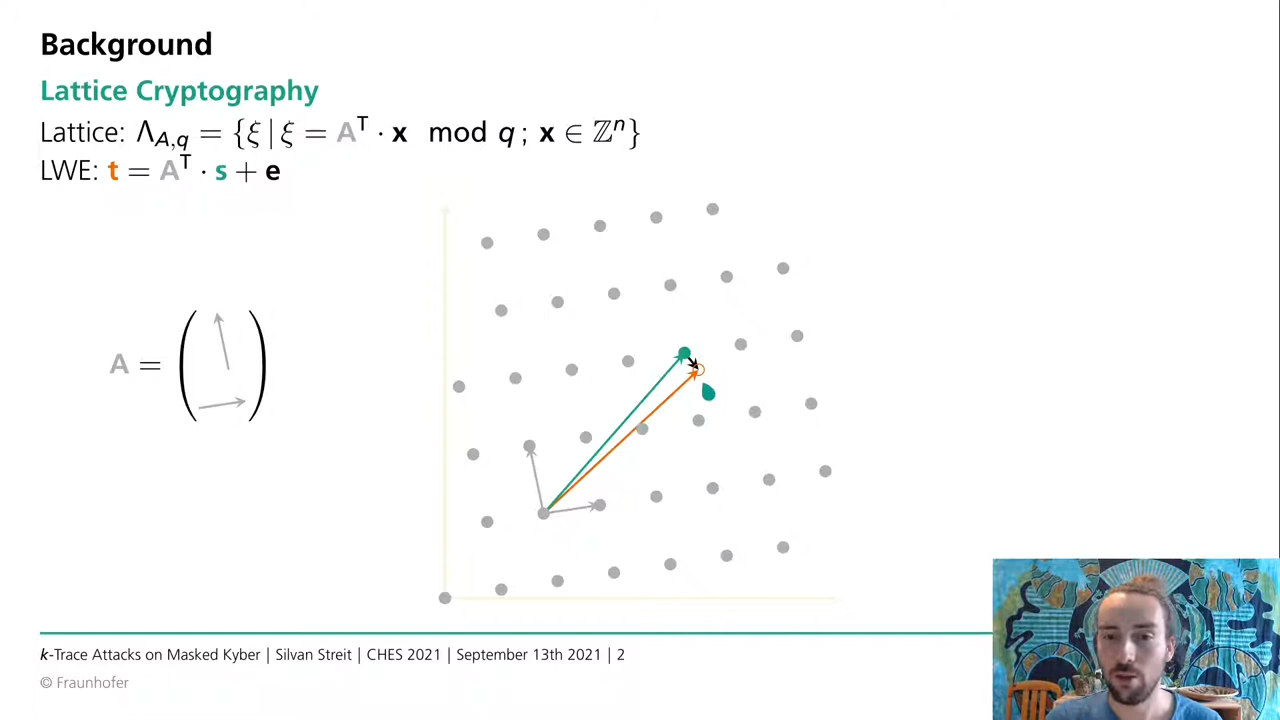 Background
Lattice Cryptography
Lattice: Λ_{A,q} = {ξ | ξ = A^T · x mod q ; x ∈ ℤ^n}
LWE: t = A^T · s + e
A =
k-Trace Attacks on Masked Kyber | Silvan Streit | CHES 2021 | September 13th 2021 | 2
© Fraunhofer